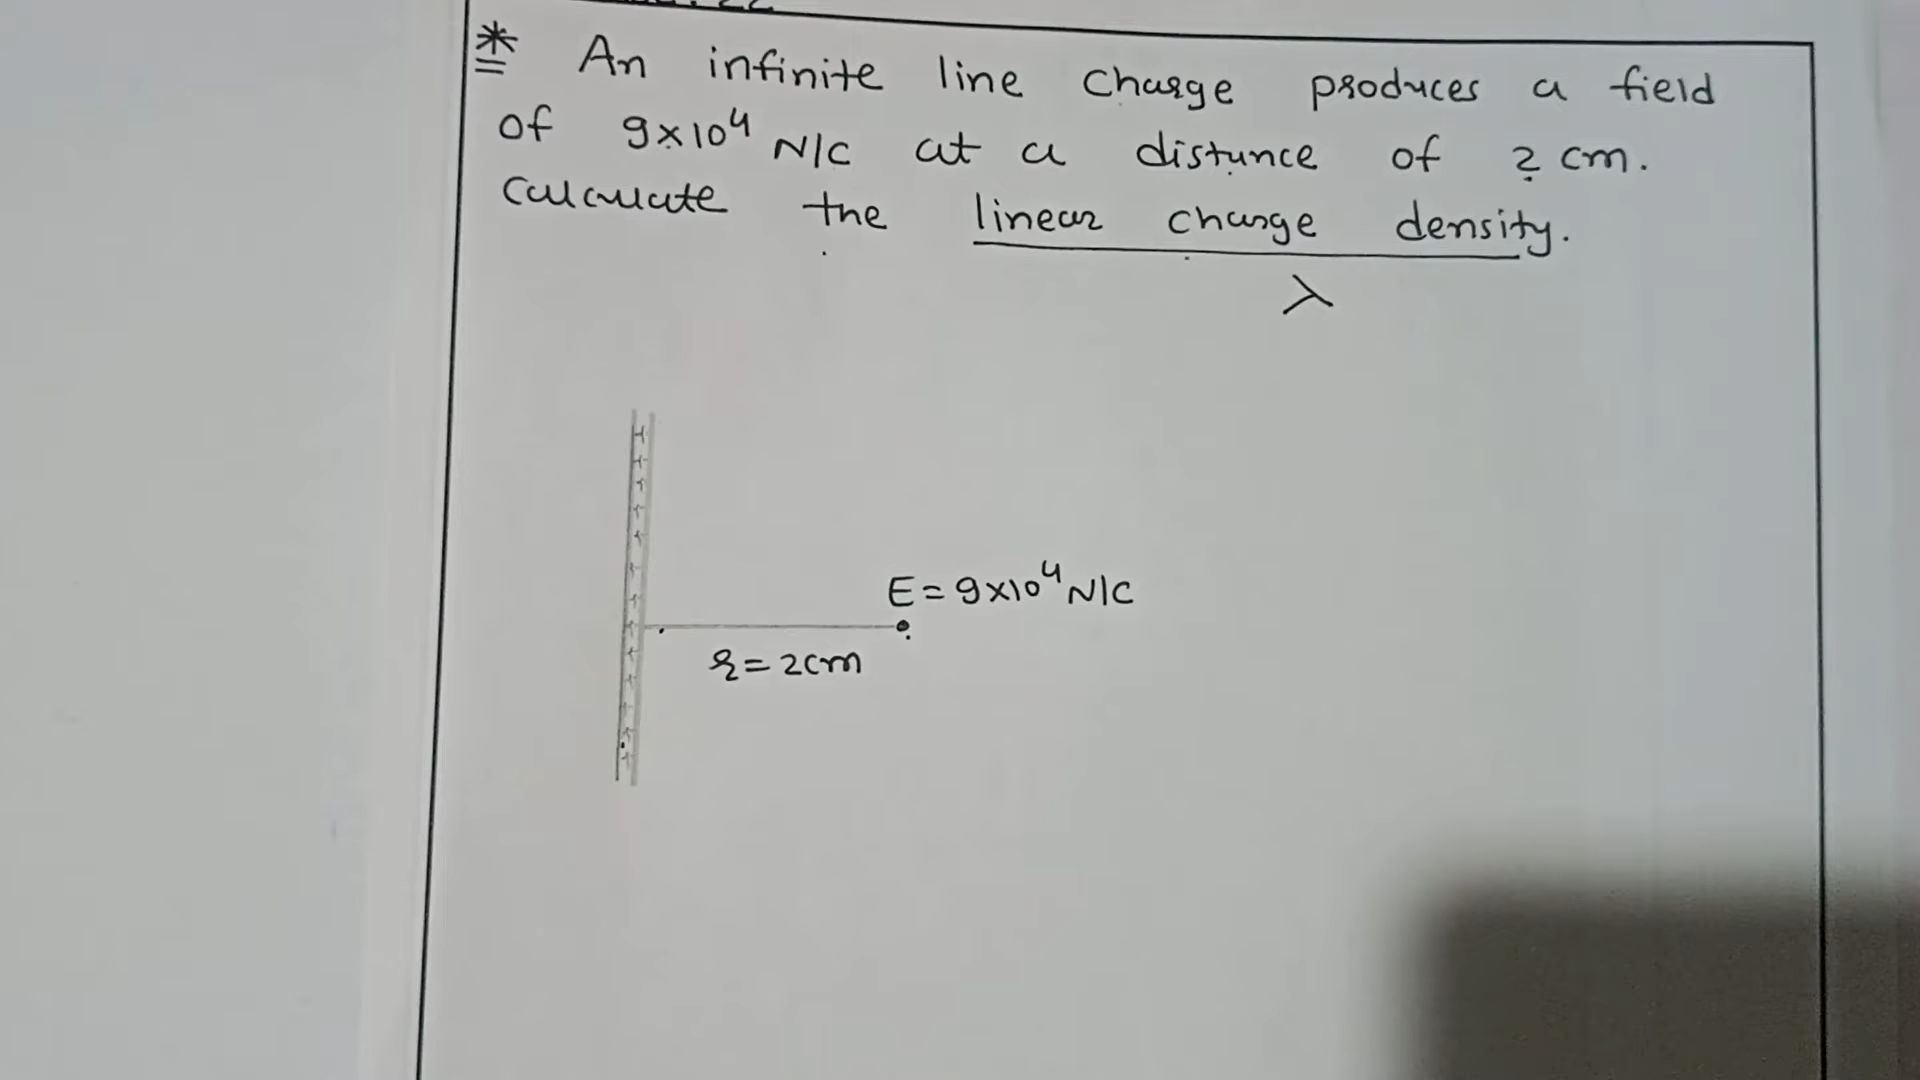 * An infinite line charge produces a field
of 9×10⁴ N/C at a distance of 2 cm.
Calculate the linear charge density.
λ
E = 9×10⁴ N/C
r = 2cm